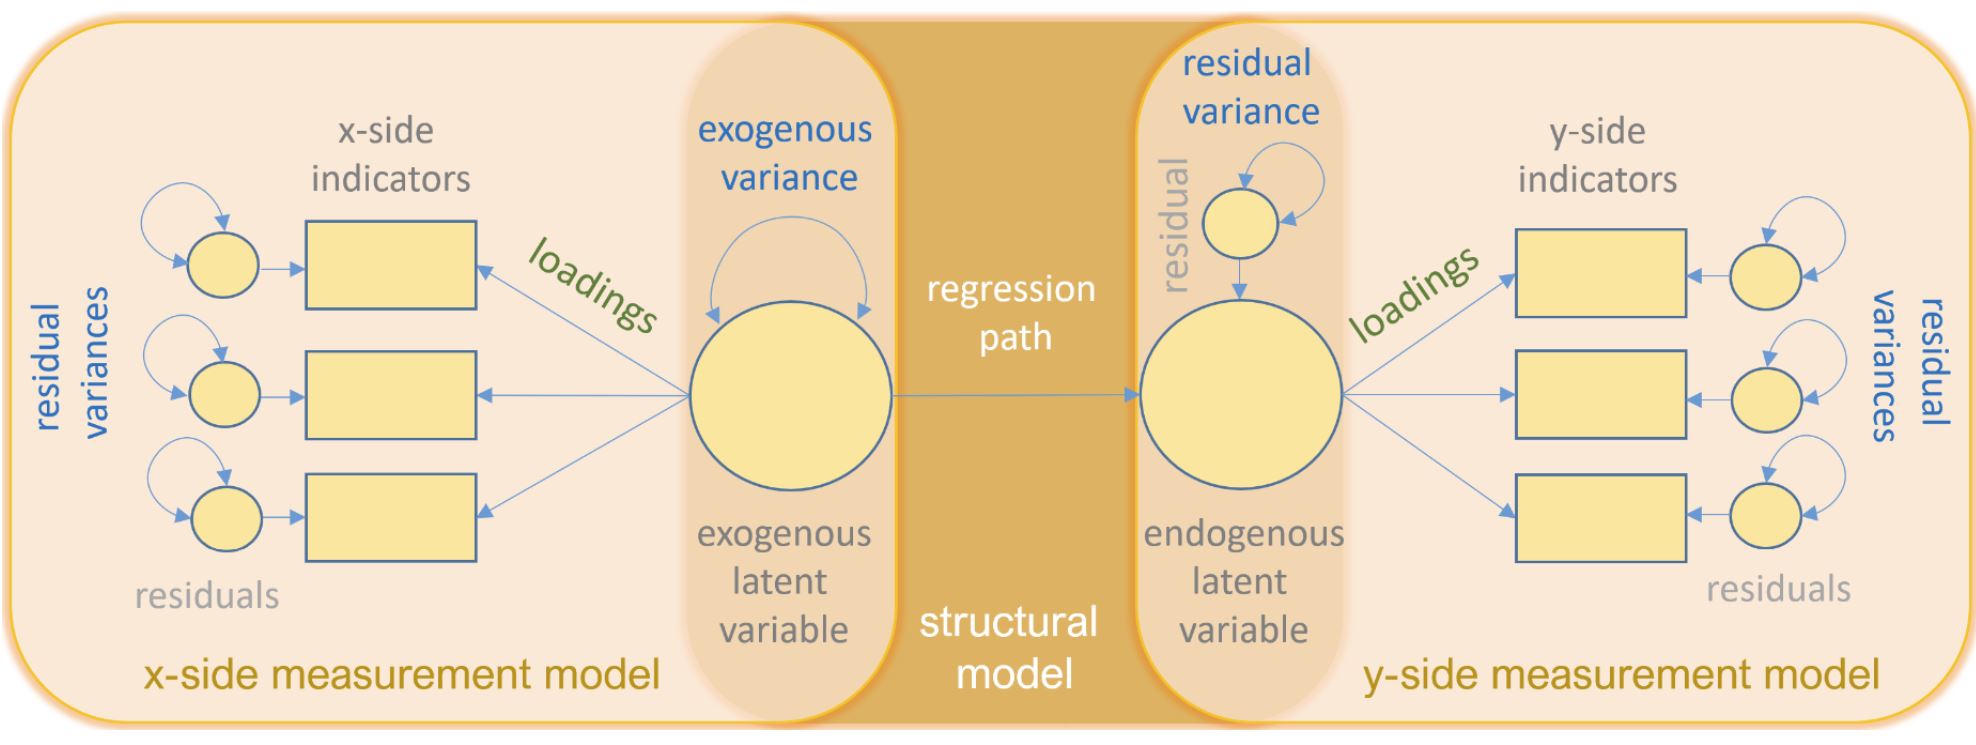 residual
variances
x-side
indicators
loadings
residuals
x-side measurement model
exogenous
variance
exogenous
latent
variable
regression
path
structural
model
residual
variance
residual
endogenous
latent
variable
loadings
y-side
indicators
residual
variances
residuals
y-side measurement model